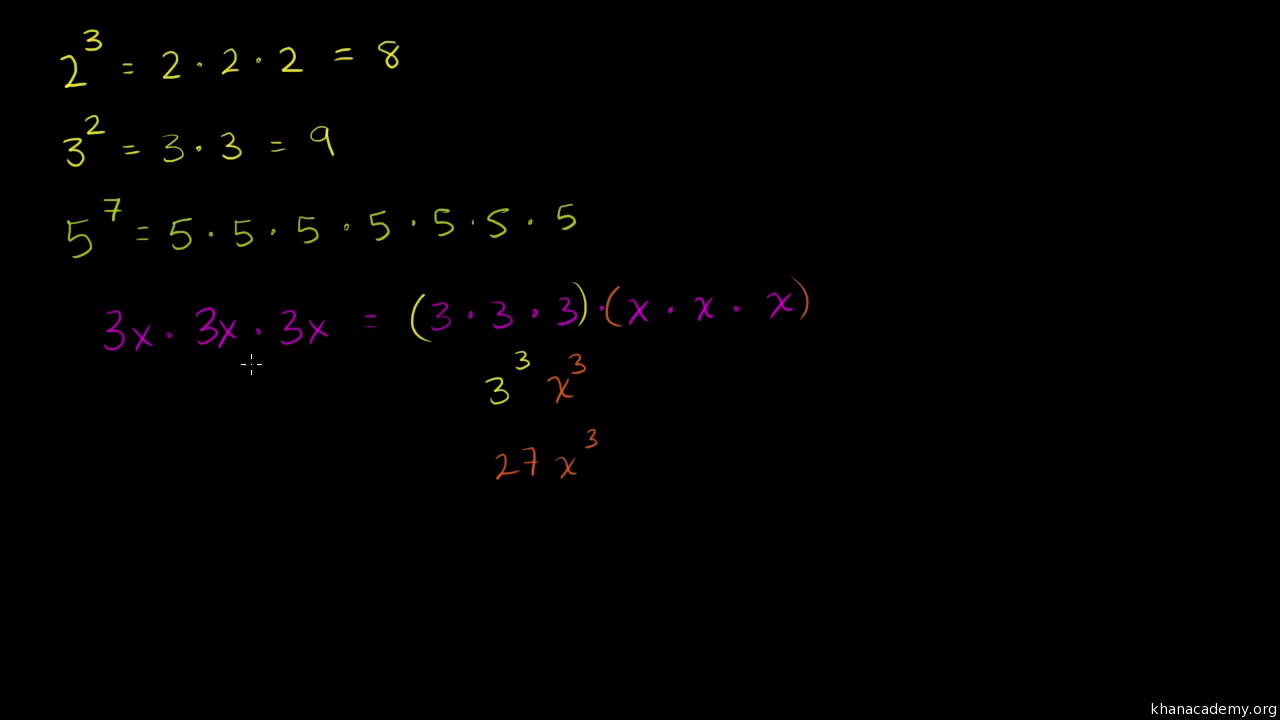 2³ = 2 · 2 · 2 = 8
3² = 3 · 3 = 9
5⁷ = 5 · 5 · 5 · 5 · 5 · 5 · 5
3x · 3x · 3x = (3 · 3 · 3) · (x · x · x)
3³ x³
27 x³
khanacademy.org